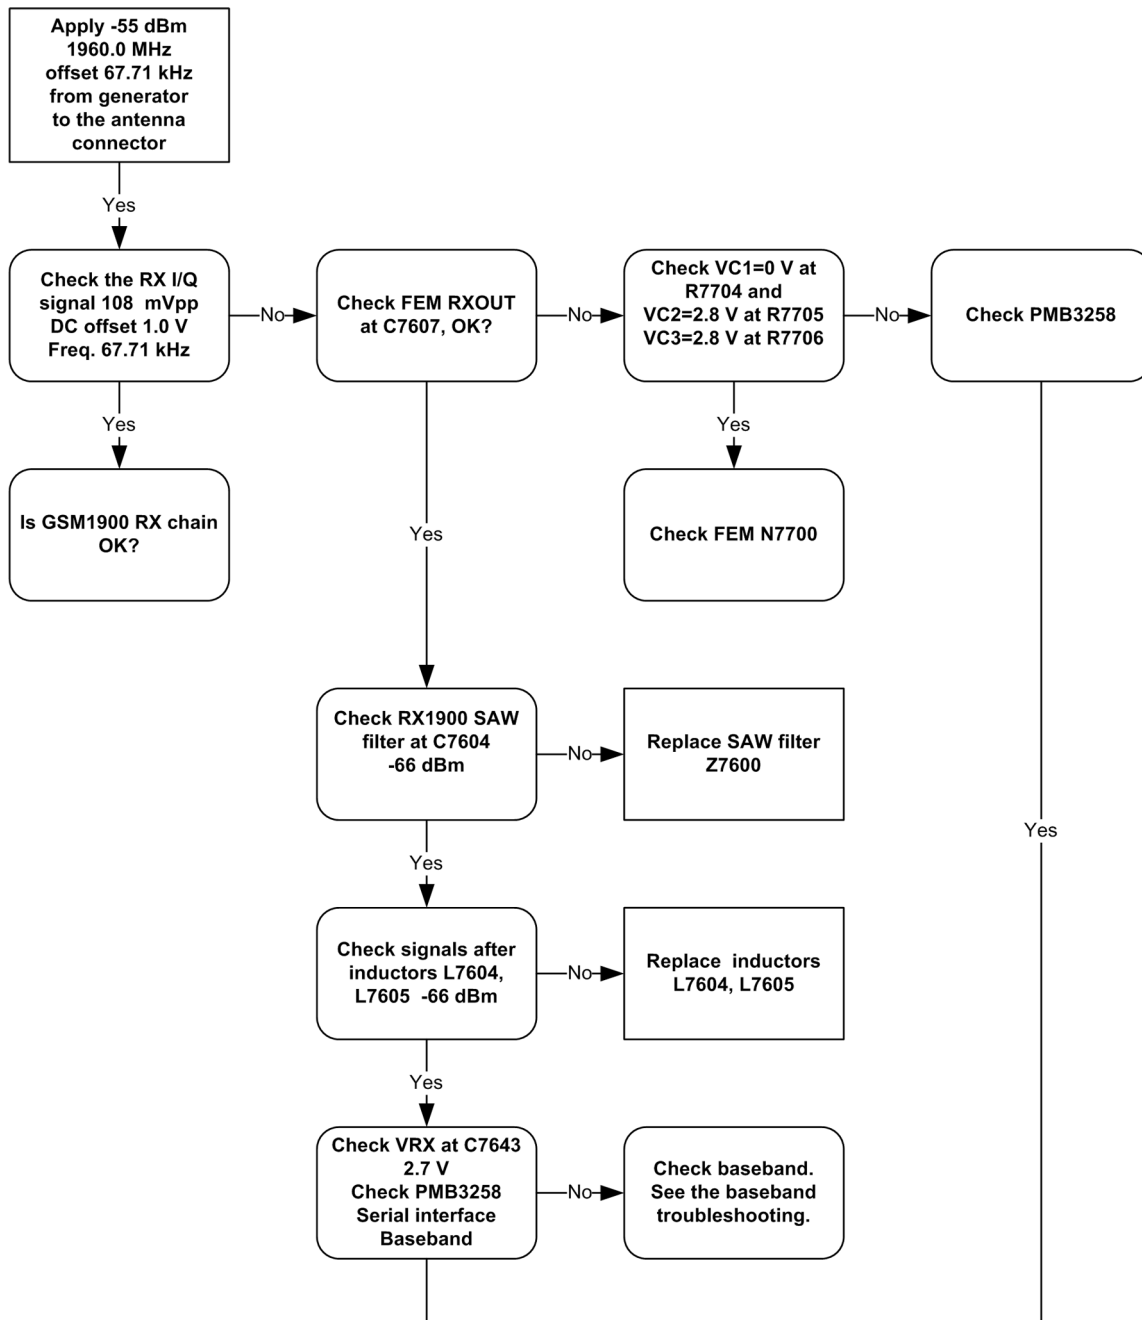 Apply -55 dBm
1960.0 MHz
offset 67.71 kHz
from generator
to the antenna
connector
Yes
Check the RX I/Q
signal 108 mVpp
DC offset 1.0 V
Freq. 67.71 kHz
No
Check FEM RXOUT
at C7607, OK?
No
Check VC1=0 V at
R7704 and
VC2=2.8 V at R7705
VC3=2.8 V at R7706
No
Check PMB3258
Yes
Yes
Is GSM1900 RX chain
OK?
Yes
Check FEM N7700
Check RX1900 SAW
filter at C7604
-66 dBm
No
Replace SAW filter
Z7600
Yes
Yes
Check signals after
inductors L7604,
L7605 -66 dBm
No
Replace inductors
L7604, L7605
Yes
Check VRX at C7643
2.7 V
Check PMB3258
Serial interface
Baseband
No
Check baseband.
See the baseband
troubleshooting.